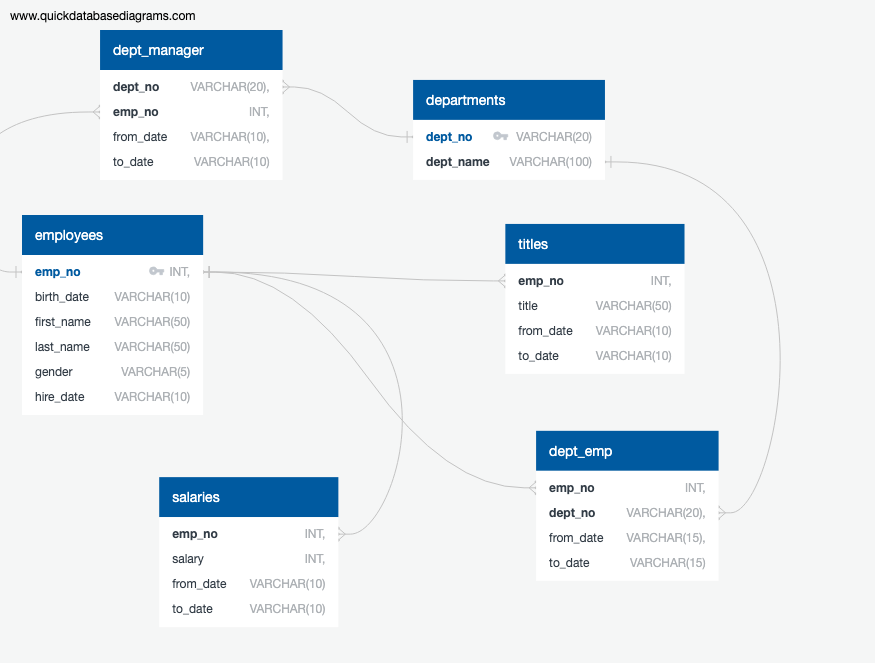 www.quickdatabasediagrams.com
dept_manager
dept_no VARCHAR(20),
emp_no INT,
from_date VARCHAR(10),
to_date VARCHAR(10)
departments
dept_no VARCHAR(20)
dept_name VARCHAR(100)
employees
emp_no INT,
birth_date VARCHAR(10)
first_name VARCHAR(50)
last_name VARCHAR(50)
gender VARCHAR(5)
hire_date VARCHAR(10)
titles
emp_no INT,
title VARCHAR(50)
from_date VARCHAR(10)
to_date VARCHAR(10)
dept_emp
emp_no INT,
dept_no VARCHAR(20),
from_date VARCHAR(15),
to_date VARCHAR(15)
salaries
emp_no INT,
salary INT,
from_date VARCHAR(10)
to_date VARCHAR(10)